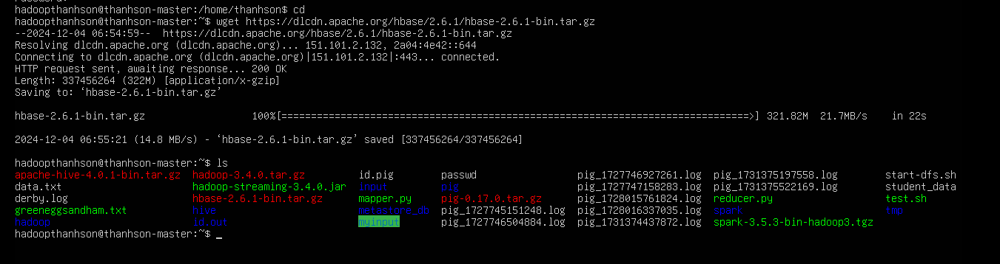 hadoopthanhson@thanhson-master:/home/thanhson$ cd
hadoopthanhson@thanhson-master:~$ wget https://dlcdn.apache.org/hbase/2.6.1/hbase-2.6.1-bin.tar.gz
--2024-12-04 06:54:59--  https://dlcdn.apache.org/hbase/2.6.1/hbase-2.6.1-bin.tar.gz
Resolving dlcdn.apache.org (dlcdn.apache.org)... 151.101.2.132, 2a04:4e42::644
Connecting to dlcdn.apache.org (dlcdn.apache.org)|151.101.2.132|:443... connected.
HTTP request sent, awaiting response... 200 OK
Length: 337456264 (322M) [application/x-gzip]
Saving to: ‘hbase-2.6.1-bin.tar.gz’
hbase-2.6.1-bin.tar.gz 100%[===============================================================================>] 321.82M 21.7MB/s in 22s
2024-12-04 06:55:21 (14.8 MB/s) - ‘hbase-2.6.1-bin.tar.gz’ saved [337456264/337456264]
hadoopthanhson@thanhson-master:~$ ls
apache-hive-4.0.1-bin.tar.gz hadoop-3.4.0.tar.gz id.pig passwd pig_1727746927261.log pig_1731375197558.log start-dfs.sh
data.txt hadoop-streaming-3.4.0.jar input pig pig_1727747158283.log pig_1731375522169.log student_data
derby.log hbase-2.6.1-bin.tar.gz mapper.py pig-0.17.0.tar.gz pig_1728015761824.log reducer.py test.sh
greeneggsandham.txt hive metastore_db pig_1727745151248.log pig_1728016337035.log spark tmp
hadoop id.out myinput pig_1727746504884.log pig_1731374437872.log spark-3.5.3-bin-hadoop3.tgz
hadoopthanhson@thanhson-master:~$ _